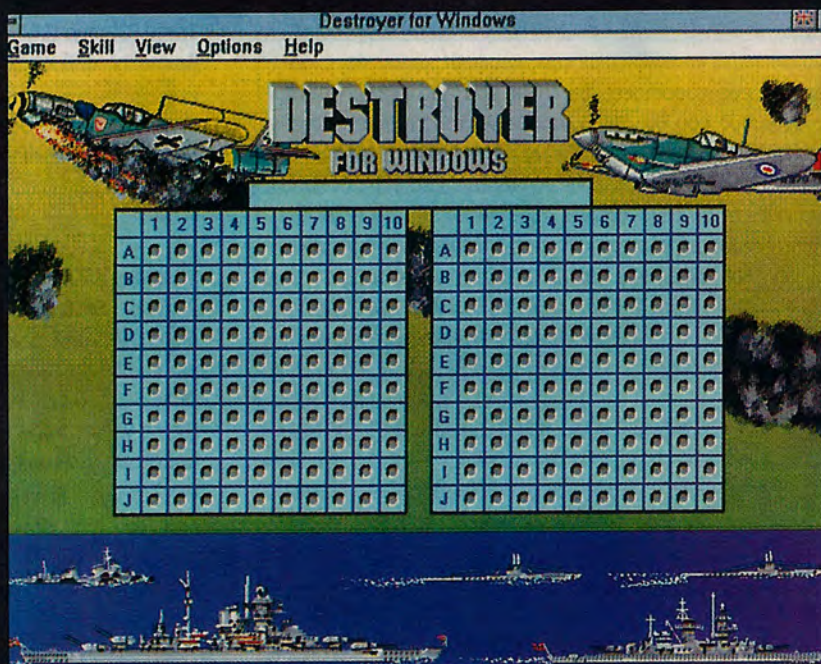 Destroyer for Windows
Game Skill View Options Help
DESTROYER
FOR WINDOWS
1 2 3 4 5 6 7 8 9 10
A
B
C
D
E
F
G
H
I
J
1 2 3 4 5 6 7 8 9 10
A
B
C
D
E
F
G
H
I
J